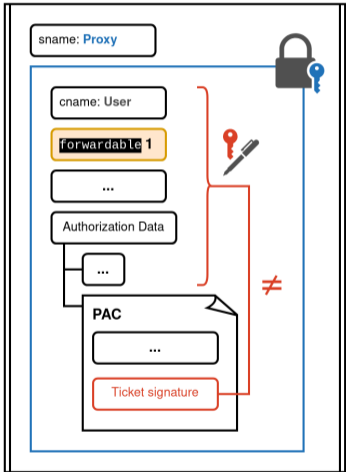 sname: Proxy
cname: User
forwardable 1
...
Authorization Data
...
≠
PAC
...
Ticket signature